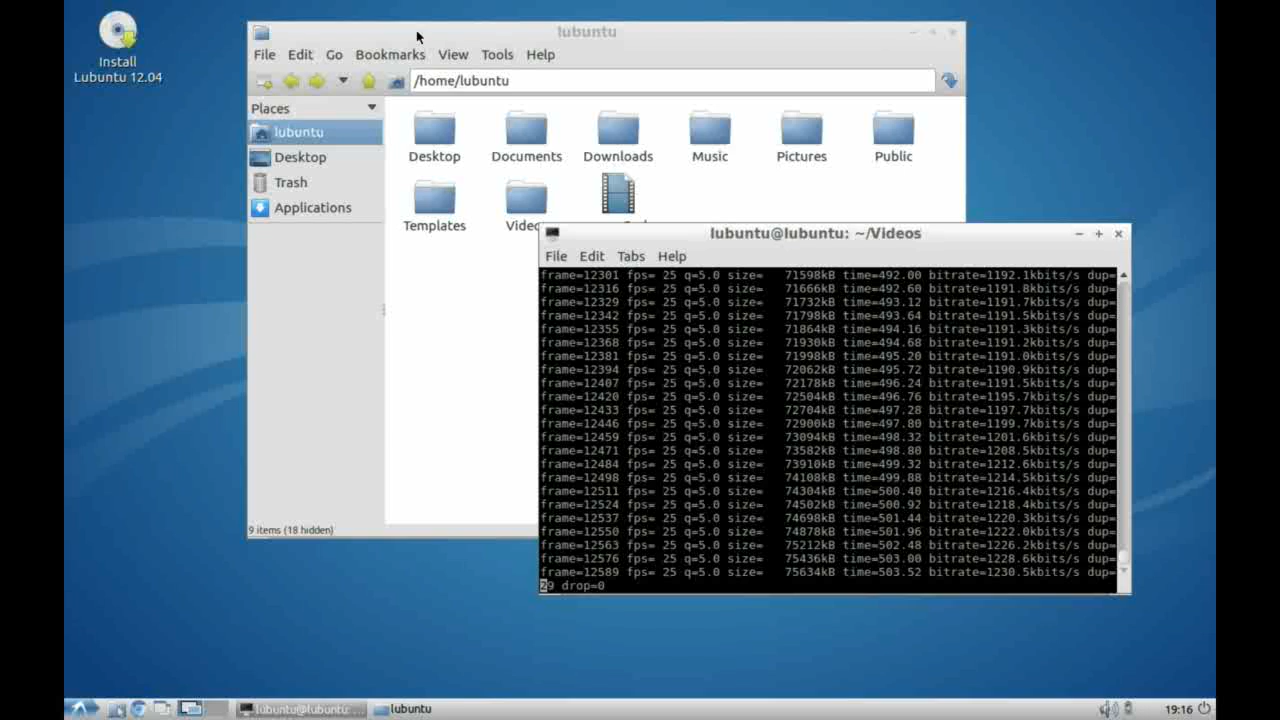 Install
Lubuntu 12.04
lubuntu
File Edit Go Bookmarks View Tools Help
/home/lubuntu
Places
lubuntu
Desktop
Trash
Applications
Desktop Documents Downloads Music Pictures Public
Templates
9 items (18 hidden)
lubuntu@lubuntu: ~/Videos
File Edit Tabs Help
frame=12301 fps= 25 q=5.0 size= 71598kB time=492.00 bitrate=1192.1kbits/s dup=
frame=12316 fps= 25 q=5.0 size= 71666kB time=492.60 bitrate=1191.8kbits/s dup=
frame=12329 fps= 25 q=5.0 size= 71732kB time=493.12 bitrate=1191.7kbits/s dup=
frame=12342 fps= 25 q=5.0 size= 71798kB time=493.64 bitrate=1191.5kbits/s dup=
frame=12355 fps= 25 q=5.0 size= 71864kB time=494.16 bitrate=1191.3kbits/s dup=
frame=12368 fps= 25 q=5.0 size= 71930kB time=494.68 bitrate=1191.2kbits/s dup=
frame=12381 fps= 25 q=5.0 size= 71998kB time=495.20 bitrate=1191.0kbits/s dup=
frame=12394 fps= 25 q=5.0 size= 72062kB time=495.72 bitrate=1190.9kbits/s dup=
frame=12407 fps= 25 q=5.0 size= 72178kB time=496.24 bitrate=1191.5kbits/s dup=
frame=12420 fps= 25 q=5.0 size= 72504kB time=496.76 bitrate=1195.7kbits/s dup=
frame=12433 fps= 25 q=5.0 size= 72704kB time=497.28 bitrate=1197.7kbits/s dup=
frame=12446 fps= 25 q=5.0 size= 72900kB time=497.80 bitrate=1199.7kbits/s dup=
frame=12459 fps= 25 q=5.0 size= 73094kB time=498.32 bitrate=1201.6kbits/s dup=
frame=12471 fps= 25 q=5.0 size= 73582kB time=498.80 bitrate=1208.5kbits/s dup=
frame=12484 fps= 25 q=5.0 size= 73910kB time=499.32 bitrate=1212.6kbits/s dup=
frame=12498 fps= 25 q=5.0 size= 74108kB time=499.88 bitrate=1214.5kbits/s dup=
frame=12511 fps= 25 q=5.0 size= 74304kB time=500.40 bitrate=1216.4kbits/s dup=
frame=12524 fps= 25 q=5.0 size= 74502kB time=500.92 bitrate=1218.4kbits/s dup=
frame=12537 fps= 25 q=5.0 size= 74698kB time=501.44 bitrate=1220.3kbits/s dup=
frame=12550 fps= 25 q=5.0 size= 74878kB time=501.96 bitrate=1222.0kbits/s dup=
frame=12563 fps= 25 q=5.0 size= 75212kB time=502.48 bitrate=1226.2kbits/s dup=
frame=12576 fps= 25 q=5.0 size= 75436kB time=503.00 bitrate=1228.6kbits/s dup=
frame=12589 fps= 25 q=5.0 size= 75634kB time=503.52 bitrate=1230.5kbits/s dup=
29 drop=0
lubuntu@lubuntu: ... lubuntu 19:16